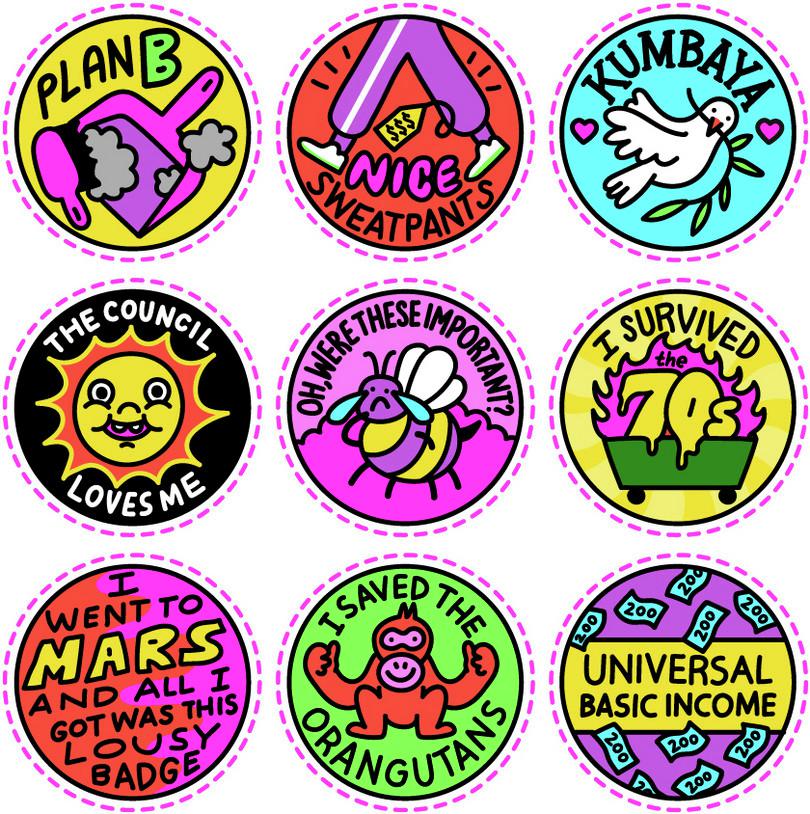 PLAN B
$$$
NICE
SWEATPANTS
KUMBAYA
THE COUNCIL
LOVES ME
OH, WERE THESE IMPORTANT?
I SURVIVED
the
70s
I
WENT TO
MARS
AND ALL I
GOT WAS THIS
LOUSY
BADGE
I SAVED THE
ORANGUTANS
200
200
200
200
200
UNIVERSAL
BASIC INCOME
200
200
200
200